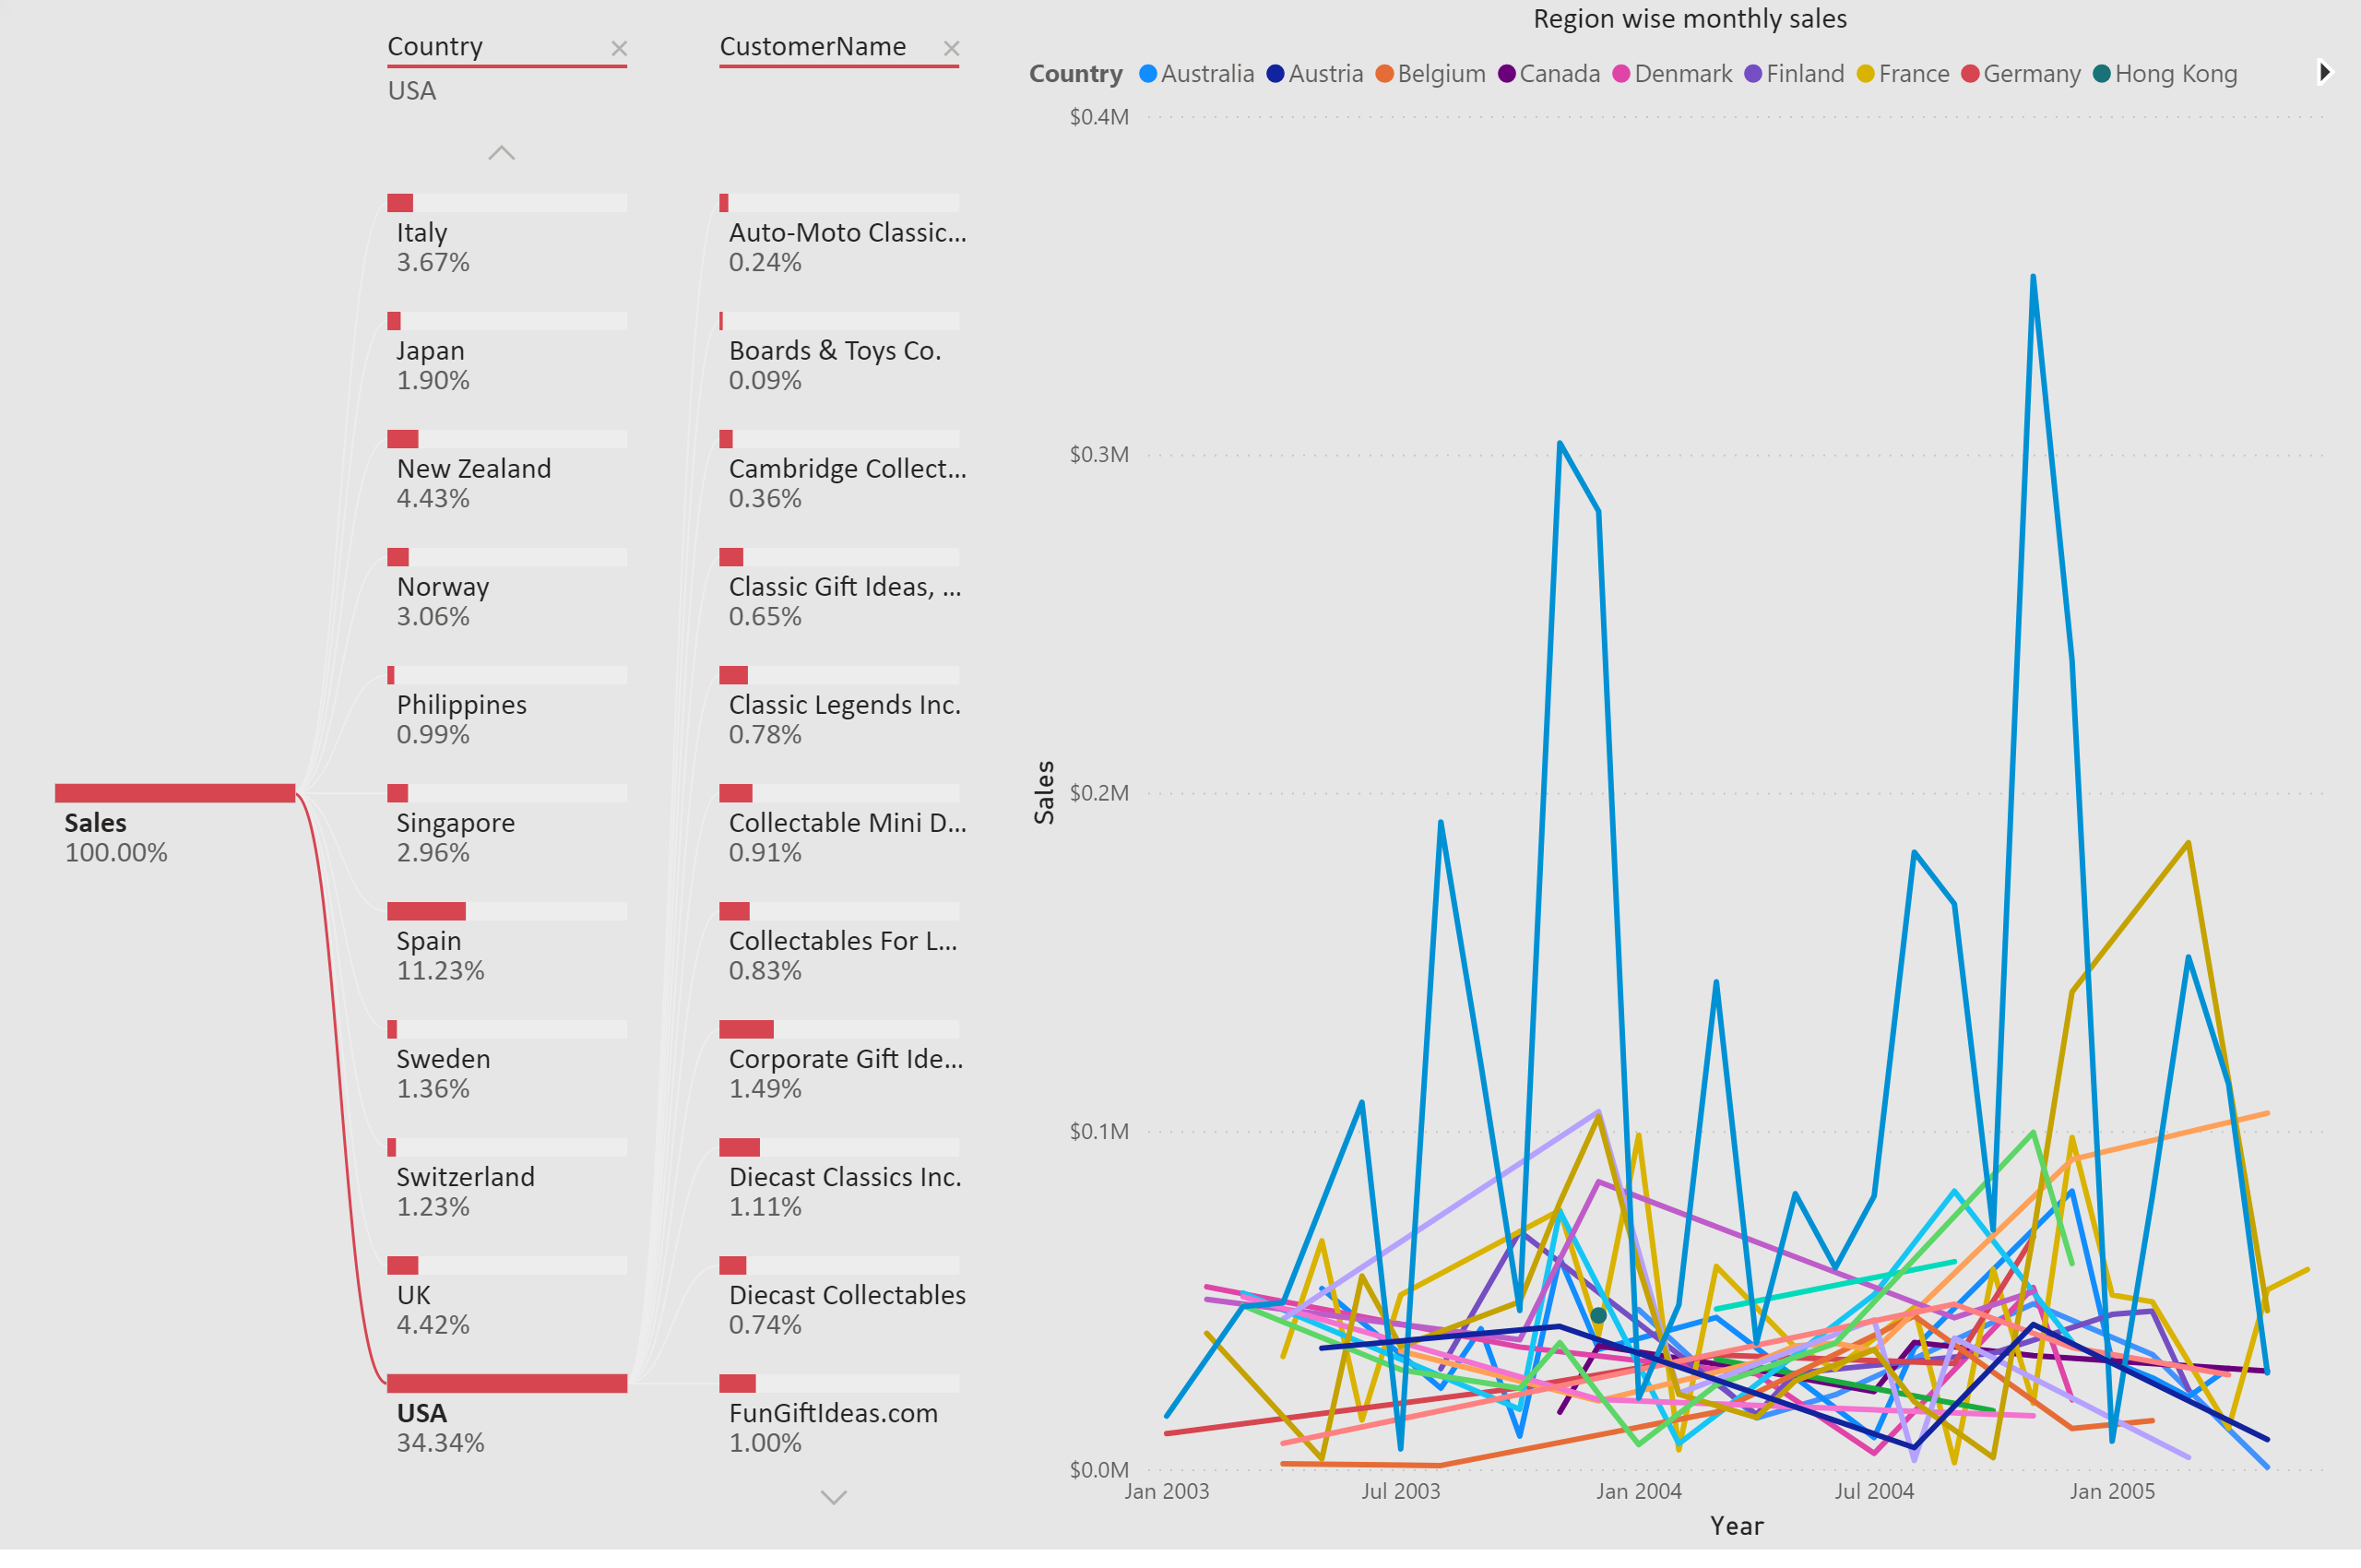 Country
USA
Italy
3.67%
Japan
1.90%
New Zealand
4.43%
Norway
3.06%
Philippines
0.99%
Sales
100.00%
Singapore
2.96%
Spain
11.23%
Sweden
1.36%
Switzerland
1.23%
UK
4.42%
USA
34.34%
CustomerName
Auto-Moto Classic...
0.24%
Boards & Toys Co.
0.09%
Cambridge Collect...
0.36%
Classic Gift Ideas, ...
0.65%
Classic Legends Inc.
0.78%
Collectable Mini D...
0.91%
Collectables For L...
0.83%
Corporate Gift Ide...
1.49%
Diecast Classics Inc.
1.11%
Diecast Collectables
0.74%
FunGiftIdeas.com
1.00%
Region wise monthly sales
Country Australia Austria Belgium Canada Denmark Finland France Germany Hong Kong
$0.4M
$0.3M
$0.2M
$0.1M
$0.0M
Sales
Jan 2003 Jul 2003 Jan 2004 Jul 2004 Jan 2005
Year